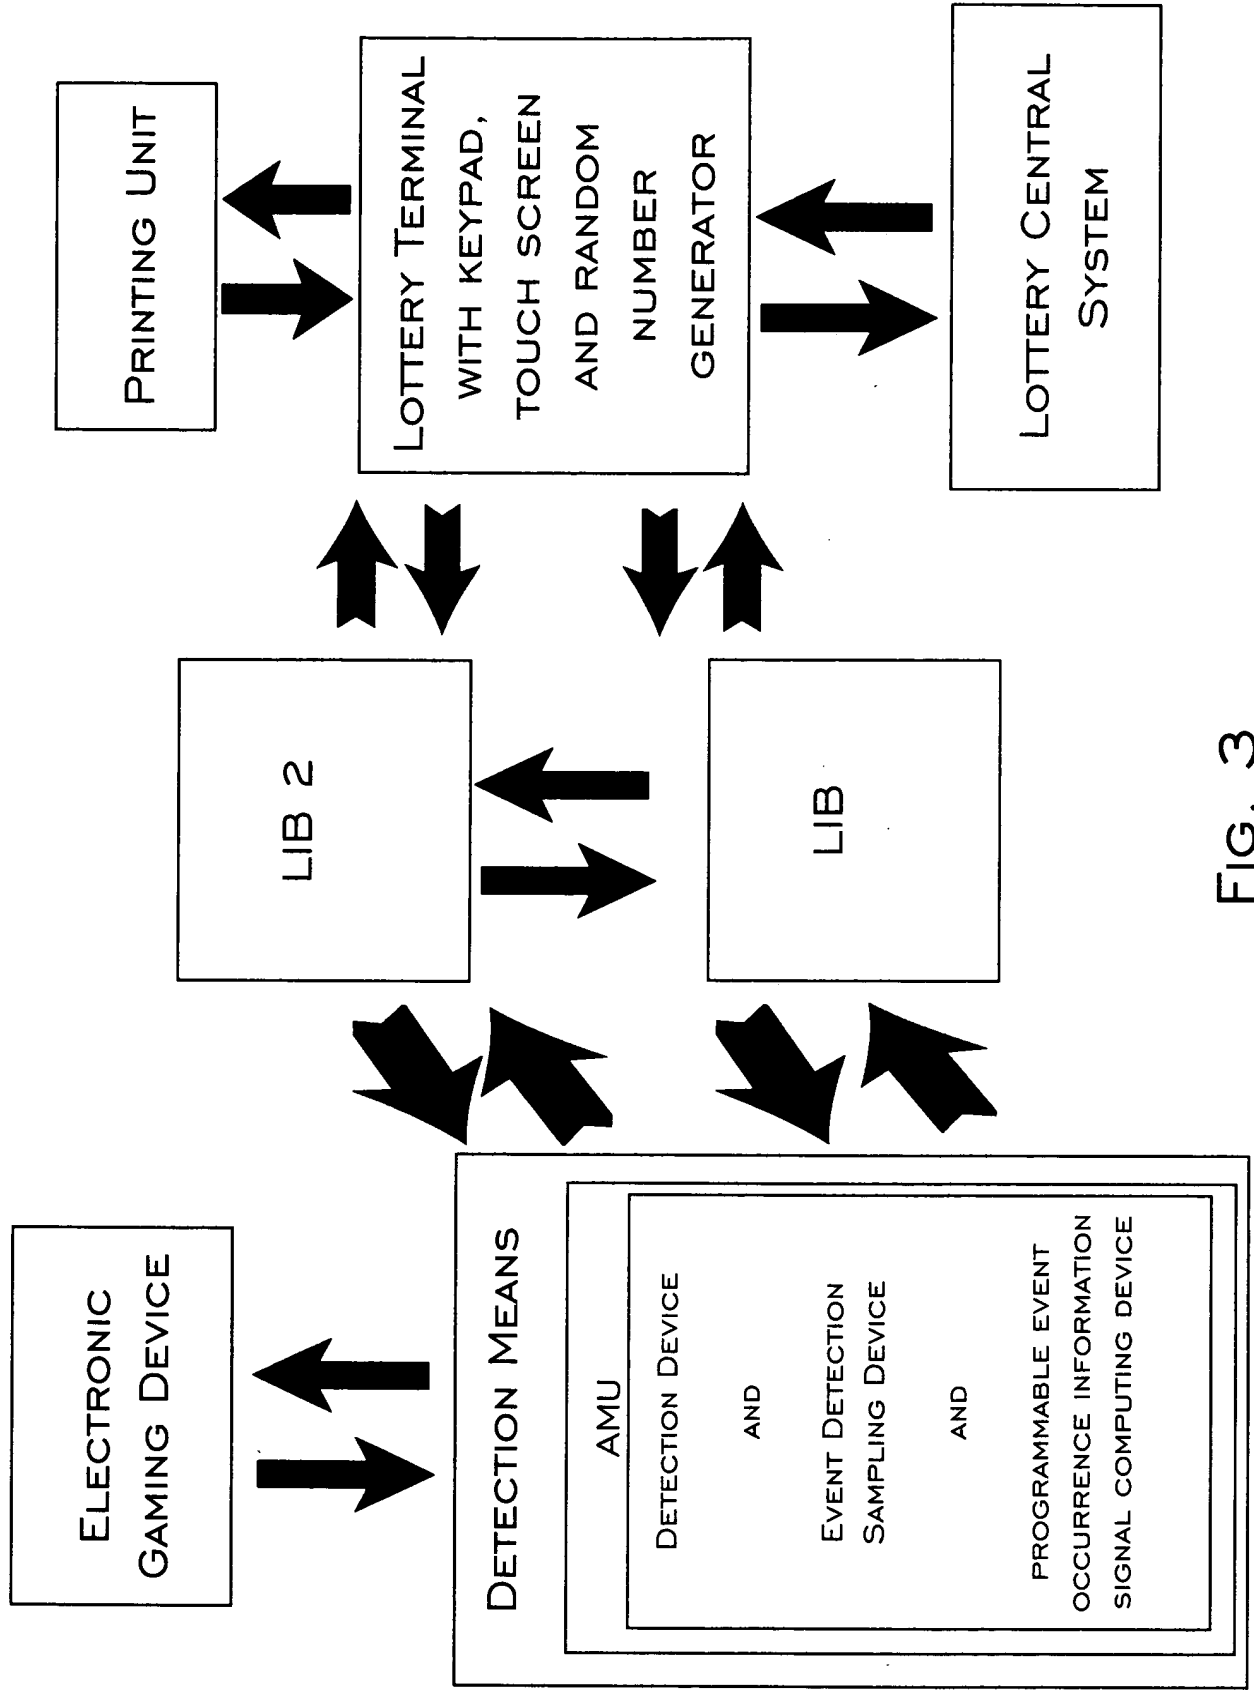 ELECTRONIC
GAMING DEVICE
DETECTION MEANS
AMU
DETECTION DEVICE
AND
EVENT DETECTION
SAMPLING DEVICE
AND
PROGRAMMABLE EVENT
OCCURRENCE INFORMATION
SIGNAL COMPUTING DEVICE
LIB 2
LIB
PRINTING UNIT
LOTTERY TERMINAL
WITH KEYPAD,
TOUCH SCREEN
AND RANDOM
NUMBER
GENERATOR
LOTTERY CENTRAL
SYSTEM
FIG. 3